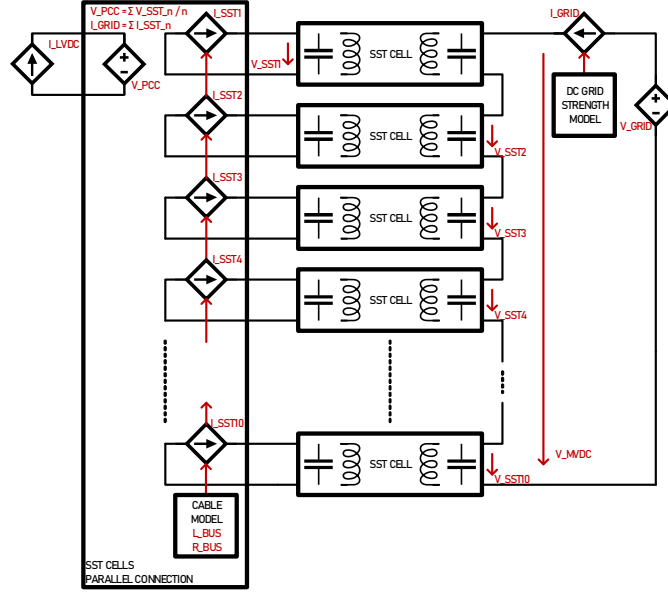 V_PCC = Σ V_SST_n / n
I_GRID = Σ I_SST_n
I_SST1
I_GRID
I_LVDC
V_SST1
SST CELL
V_PCC
DC GRID
STRENGTH
MODEL
V_GRID
I_SST2
SST CELL
V_SST2
I_SST3
SST CELL
V_SST3
I_SST4
SST CELL
V_SST4
I_SST10
SST CELL
V_MVDC
V_SST10
CABLE
MODEL
L_BUS
R_BUS
SST CELLS
PARALLEL CONNECTION